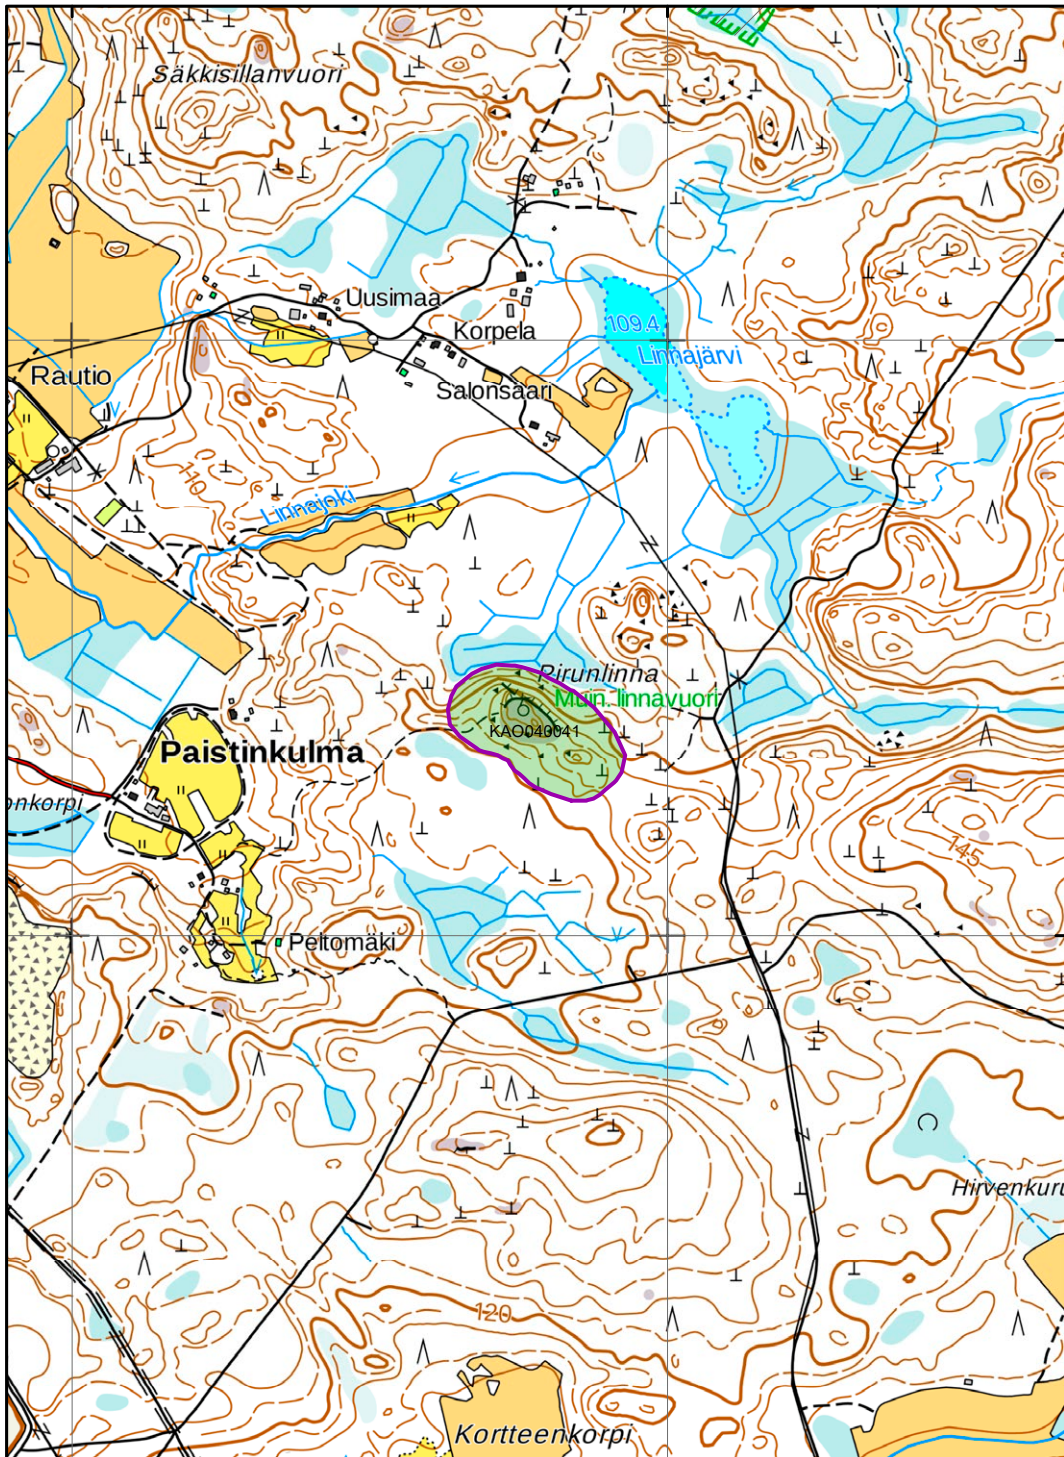 Säkkisillanvuori
Uusimaa
109.4
Korpela
Linnajärvi
Rautio
Salonsaari
110
Linnajoki
Pirunlinna
Muin. linnavuori
KAO040041
Paistinkulma
onkorpi
145
Peltomäki
Hirvenkuru
120
Kortteenkorpi